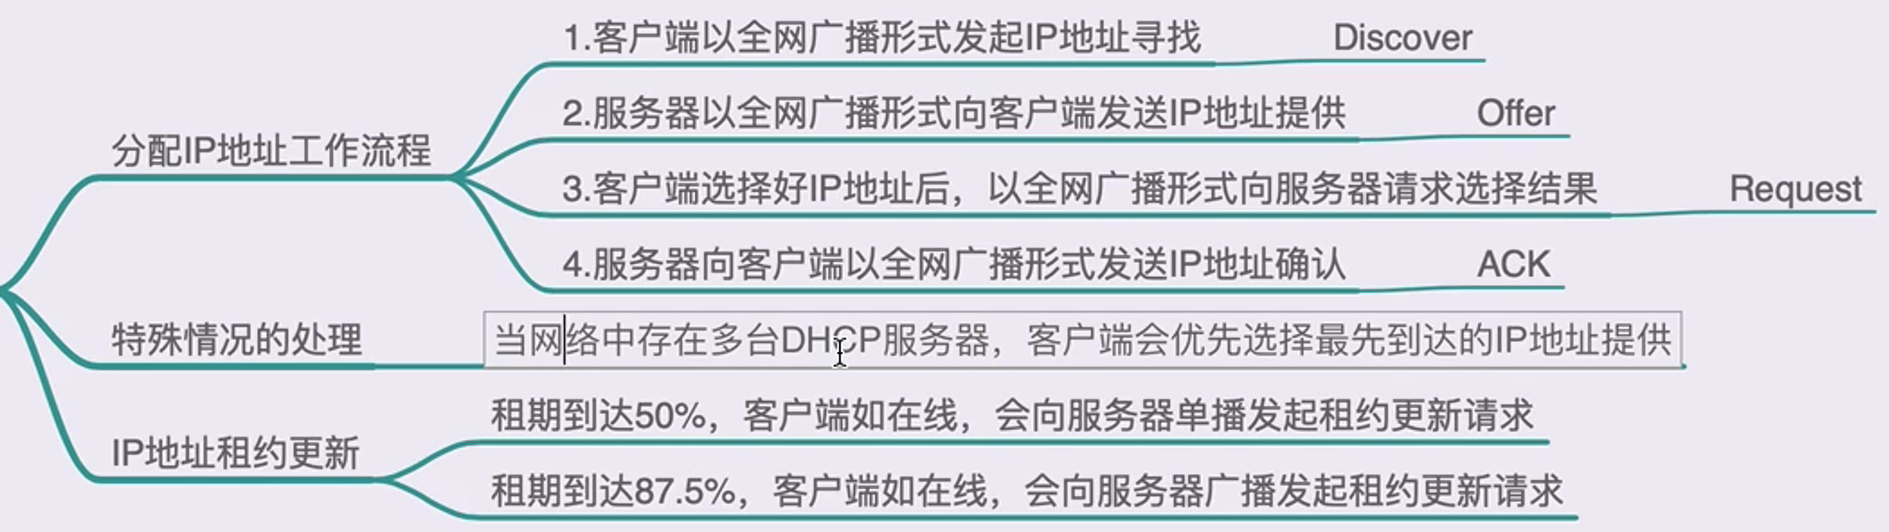 分配IP地址工作流程
1.客户端以全网广播形式发起IP地址寻找 Discover
2.服务器以全网广播形式向客户端发送IP地址提供 Offer
3.客户端选择好IP地址后，以全网广播形式向服务器请求选择结果 Request
4.服务器向客户端以全网广播形式发送IP地址确认 ACK
特殊情况的处理 当网络中存在多台DHCP服务器，客户端会优先选择最先到达的IP地址提供
IP地址租约更新
租期到达50%，客户端如在线，会向服务器单播发起租约更新请求
租期到达87.5%，客户端如在线，会向服务器广播发起租约更新请求